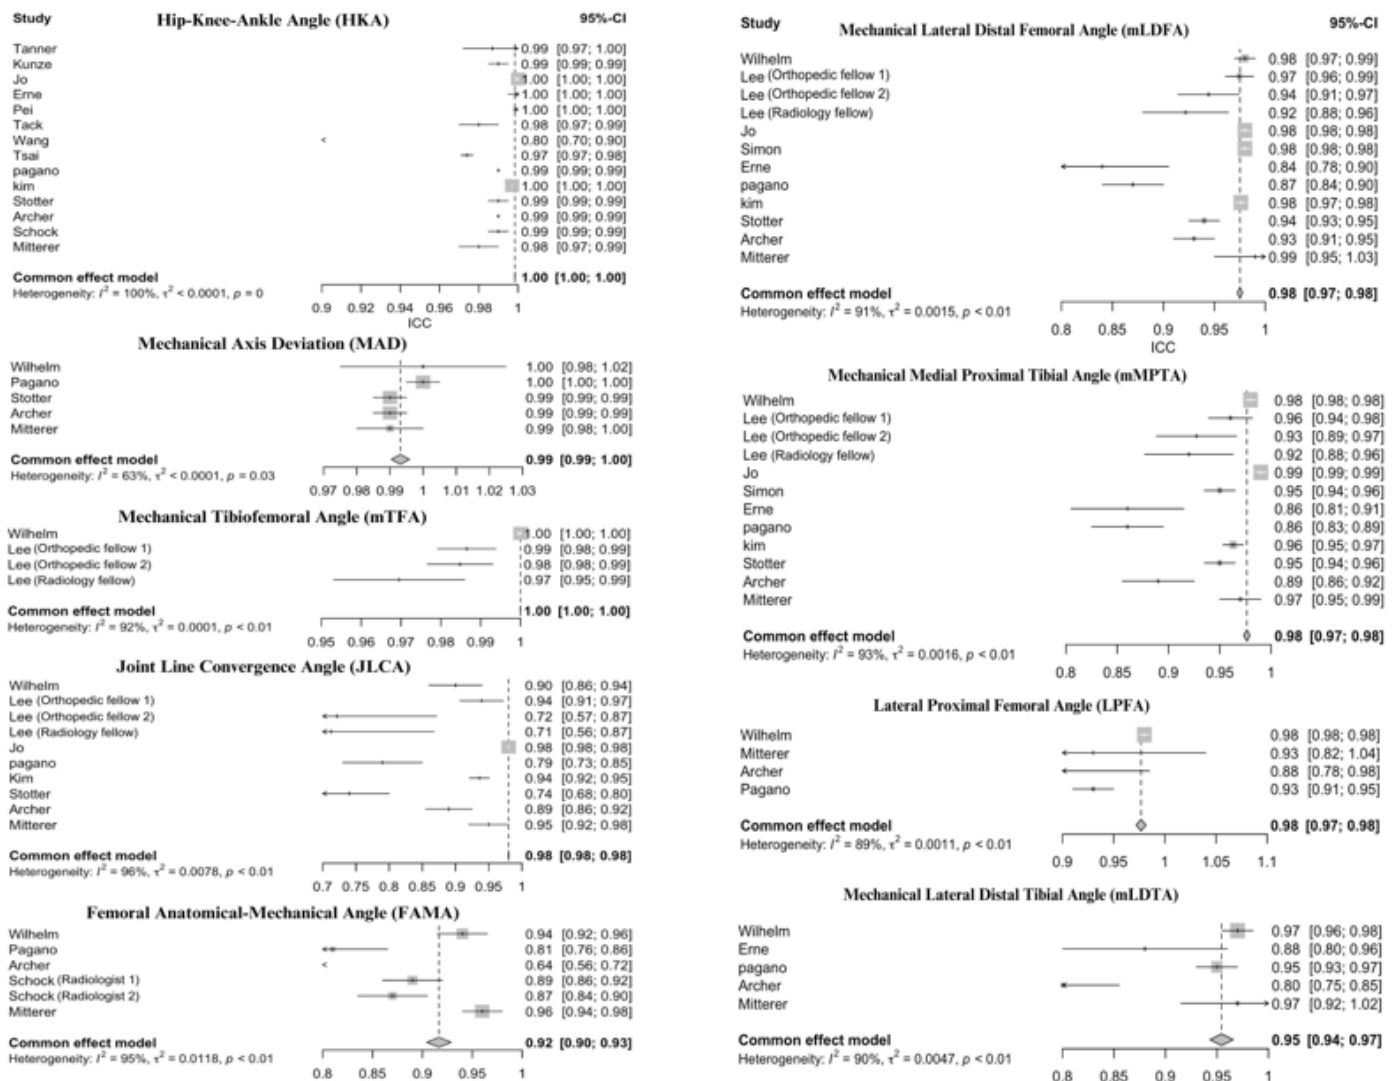 Study Hip-Knee-Ankle Angle (HKA) 95%-CI
Tanner 0.99 [0.97; 1.00]
Kunze 0.99 [0.99; 0.99]
Jo 1.00 [1.00; 1.00]
Erne 1.00 [1.00; 1.00]
Pei 1.00 [1.00; 1.00]
Tack 0.98 [0.97; 0.99]
Wang 0.80 [0.70; 0.90]
Tsai 0.97 [0.97; 0.98]
pagano 0.99 [0.99; 0.99]
kim 1.00 [1.00; 1.00]
Stotter 0.99 [0.99; 0.99]
Archer 0.99 [0.99; 0.99]
Schock 0.99 [0.99; 0.99]
Mitterer 0.98 [0.97; 0.99]
Common effect model 1.00 [1.00; 1.00]
Heterogeneity: I² = 100%, τ² < 0.0001, p = 0
0.9 0.92 0.94 0.96 0.98 1
ICC
Mechanical Axis Deviation (MAD)
Wilhelm 1.00 [0.98; 1.02]
Pagano 1.00 [1.00; 1.00]
Stotter 0.99 [0.99; 0.99]
Archer 0.99 [0.99; 0.99]
Mitterer 0.99 [0.98; 1.00]
Common effect model 0.99 [0.99; 1.00]
Heterogeneity: I² = 63%, τ² < 0.0001, p = 0.03
0.97 0.98 0.99 1 1.01 1.02 1.03
Mechanical Tibiofemoral Angle (mTFA)
Wilhelm 1.00 [1.00; 1.00]
Lee (Orthopedic fellow 1) 0.99 [0.98; 0.99]
Lee (Orthopedic fellow 2) 0.98 [0.98; 0.99]
Lee (Radiology fellow) 0.97 [0.95; 0.99]
Common effect model 1.00 [1.00; 1.00]
Heterogeneity: I² = 92%, τ² = 0.0001, p < 0.01
0.95 0.96 0.97 0.98 0.99 1
Joint Line Convergence Angle (JLCA)
Wilhelm 0.90 [0.86; 0.94]
Lee (Orthopedic fellow 1) 0.94 [0.91; 0.97]
Lee (Orthopedic fellow 2) 0.72 [0.57; 0.87]
Lee (Radiology fellow) 0.71 [0.56; 0.87]
Jo 0.98 [0.98; 0.98]
pagano 0.79 [0.73; 0.85]
Kim 0.94 [0.92; 0.95]
Stotter 0.74 [0.68; 0.80]
Archer 0.89 [0.86; 0.92]
Mitterer 0.95 [0.92; 0.98]
Common effect model 0.98 [0.98; 0.98]
Heterogeneity: I² = 96%, τ² = 0.0078, p < 0.01
0.7 0.75 0.8 0.85 0.9 0.95 1
Femoral Anatomical-Mechanical Angle (FAMA)
Wilhelm 0.94 [0.92; 0.96]
Pagano 0.81 [0.76; 0.86]
Archer 0.64 [0.56; 0.72]
Schock (Radiologist 1) 0.89 [0.86; 0.92]
Schock (Radiologist 2) 0.87 [0.84; 0.90]
Mitterer 0.96 [0.94; 0.98]
Common effect model 0.92 [0.90; 0.93]
Heterogeneity: I² = 95%, τ² = 0.0118, p < 0.01
0.8 0.85 0.9 0.95 1
Study Mechanical Lateral Distal Femoral Angle (mLDFA) 95%-CI
Wilhelm 0.98 [0.97; 0.99]
Lee (Orthopedic fellow 1) 0.97 [0.96; 0.99]
Lee (Orthopedic fellow 2) 0.94 [0.91; 0.97]
Lee (Radiology fellow) 0.92 [0.88; 0.96]
Jo 0.98 [0.98; 0.98]
Simon 0.98 [0.98; 0.98]
Erne 0.84 [0.78; 0.90]
pagano 0.87 [0.84; 0.90]
kim 0.98 [0.97; 0.98]
Stotter 0.94 [0.93; 0.95]
Archer 0.93 [0.91; 0.95]
Mitterer 0.99 [0.95; 1.03]
Common effect model 0.98 [0.97; 0.98]
Heterogeneity: I² = 91%, τ² = 0.0015, p < 0.01
0.8 0.85 0.9 0.95 1
ICC
Mechanical Medial Proximal Tibial Angle (mMPTA)
Wilhelm 0.98 [0.98; 0.98]
Lee (Orthopedic fellow 1) 0.96 [0.94; 0.98]
Lee (Orthopedic fellow 2) 0.93 [0.89; 0.97]
Lee (Radiology fellow) 0.92 [0.88; 0.96]
Jo 0.99 [0.99; 0.99]
Simon 0.95 [0.94; 0.96]
Erne 0.86 [0.81; 0.91]
pagano 0.86 [0.83; 0.89]
kim 0.96 [0.95; 0.97]
Stotter 0.95 [0.94; 0.96]
Archer 0.89 [0.86; 0.92]
Mitterer 0.97 [0.95; 0.99]
Common effect model 0.98 [0.97; 0.98]
Heterogeneity: I² = 93%, τ² = 0.0016, p < 0.01
0.8 0.85 0.9 0.95 1
Lateral Proximal Femoral Angle (LPFA)
Wilhelm 0.98 [0.98; 0.98]
Mitterer 0.93 [0.82; 1.04]
Archer 0.88 [0.78; 0.98]
Pagano 0.93 [0.91; 0.95]
Common effect model 0.98 [0.97; 0.98]
Heterogeneity: I² = 89%, τ² = 0.0011, p < 0.01
0.9 0.95 1 1.05 1.1
Mechanical Lateral Distal Tibial Angle (mLDTA)
Wilhelm 0.97 [0.96; 0.98]
Erne 0.88 [0.80; 0.96]
pagano 0.95 [0.93; 0.97]
Archer 0.80 [0.75; 0.85]
Mitterer 0.97 [0.92; 1.02]
Common effect model 0.95 [0.94; 0.97]
Heterogeneity: I² = 90%, τ² = 0.0047, p < 0.01
0.8 0.85 0.9 0.95 1